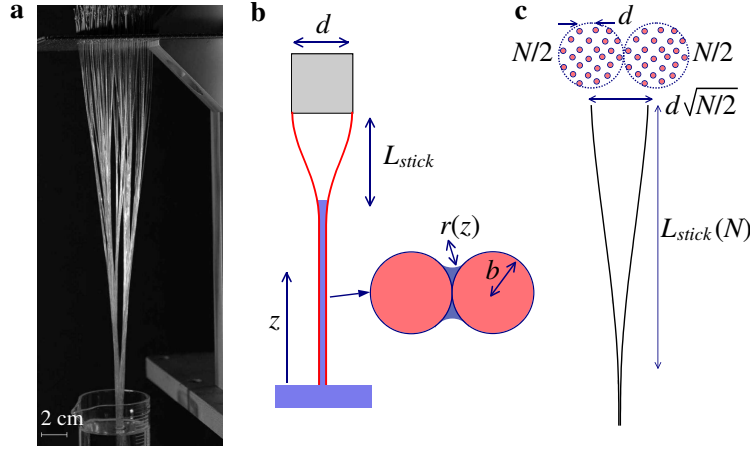 a
2 cm
b
d
L_stick
r(z)
b
z
c
d
N/2
N/2
d√N/2
L_stick(N)